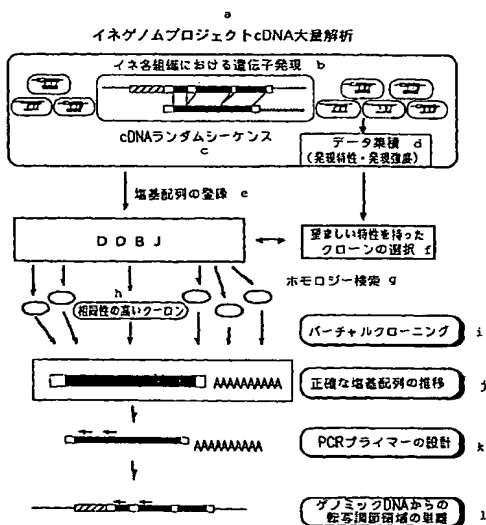 a
イネゲノムプロジェクトcDNA大量解析
イネ各組織における遺伝子発現 b
cDNAランダムシーケンス
c
データ集積 d
(発現特性・発現強度)
塩基配列の登録 e
DDBJ
望ましい特性を持った
クローンの選択 f
ホモロジー検索 g
h
相同性の高いクーロン
バーチャルクローニング i
正確な塩基配列の推移 j
AAAAAAAAAA
PCRプライマーの設計 k
AAAAAAAAAA
ゲノミックDNAからの
転写調節領域の単離 l